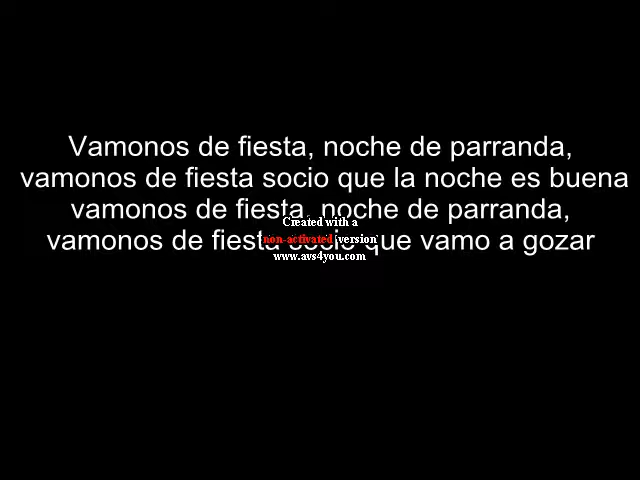 Vamonos de fiesta, noche de parranda,
vamonos de fiesta socio que la noche es buena
vamonos de fiesta, noche de parranda,
vamonos de fiesta socio que vamo a gozar
Created with a
non-activated version
www.avs4you.com